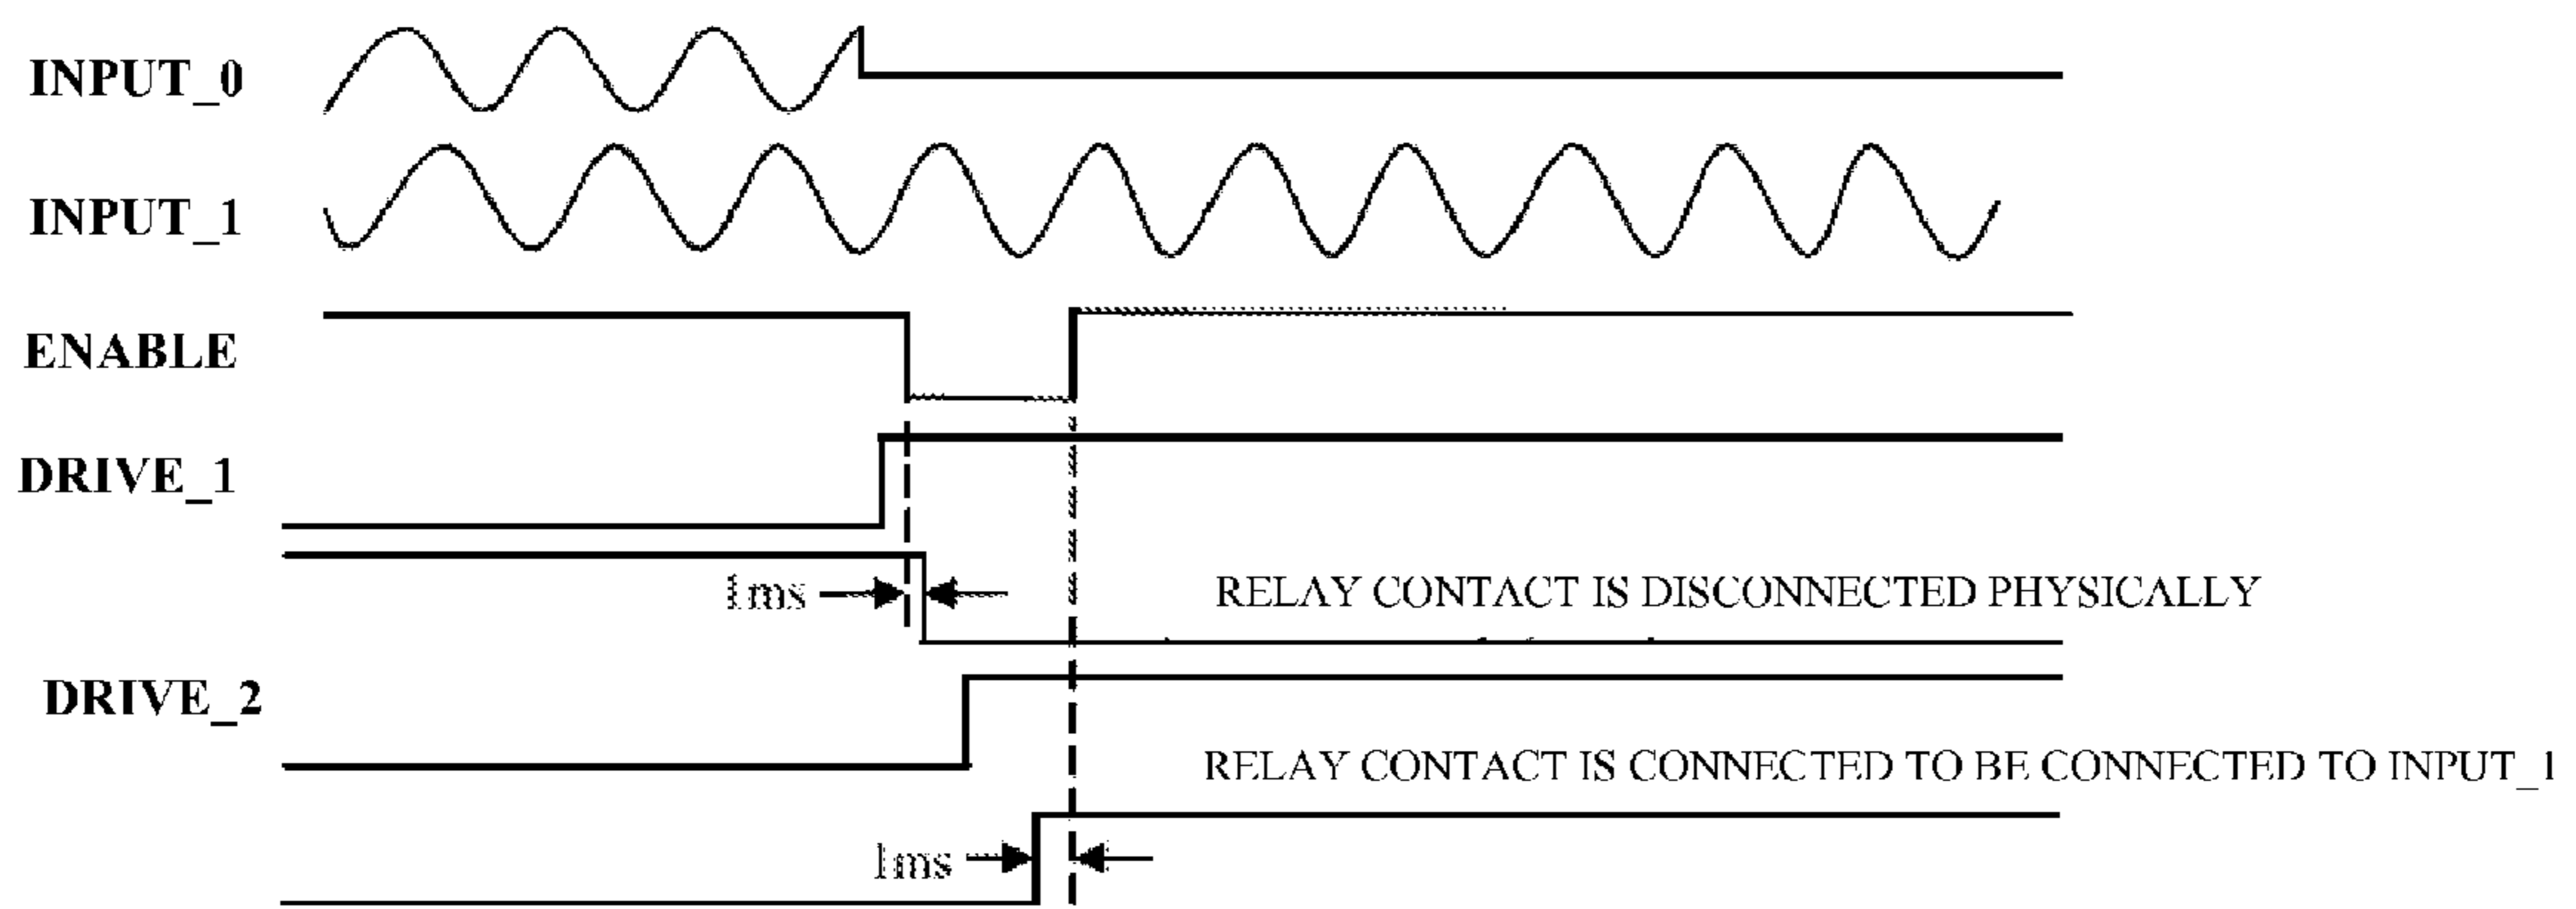 INPUT_0
INPUT_1
ENABLE
DRIVE_1
1ms
RELAY CONTACT IS DISCONNECTED PHYSICALLY
DRIVE_2
RELAY CONTACT IS CONNECTED TO BE CONNECTED TO INPUT_1
1ms